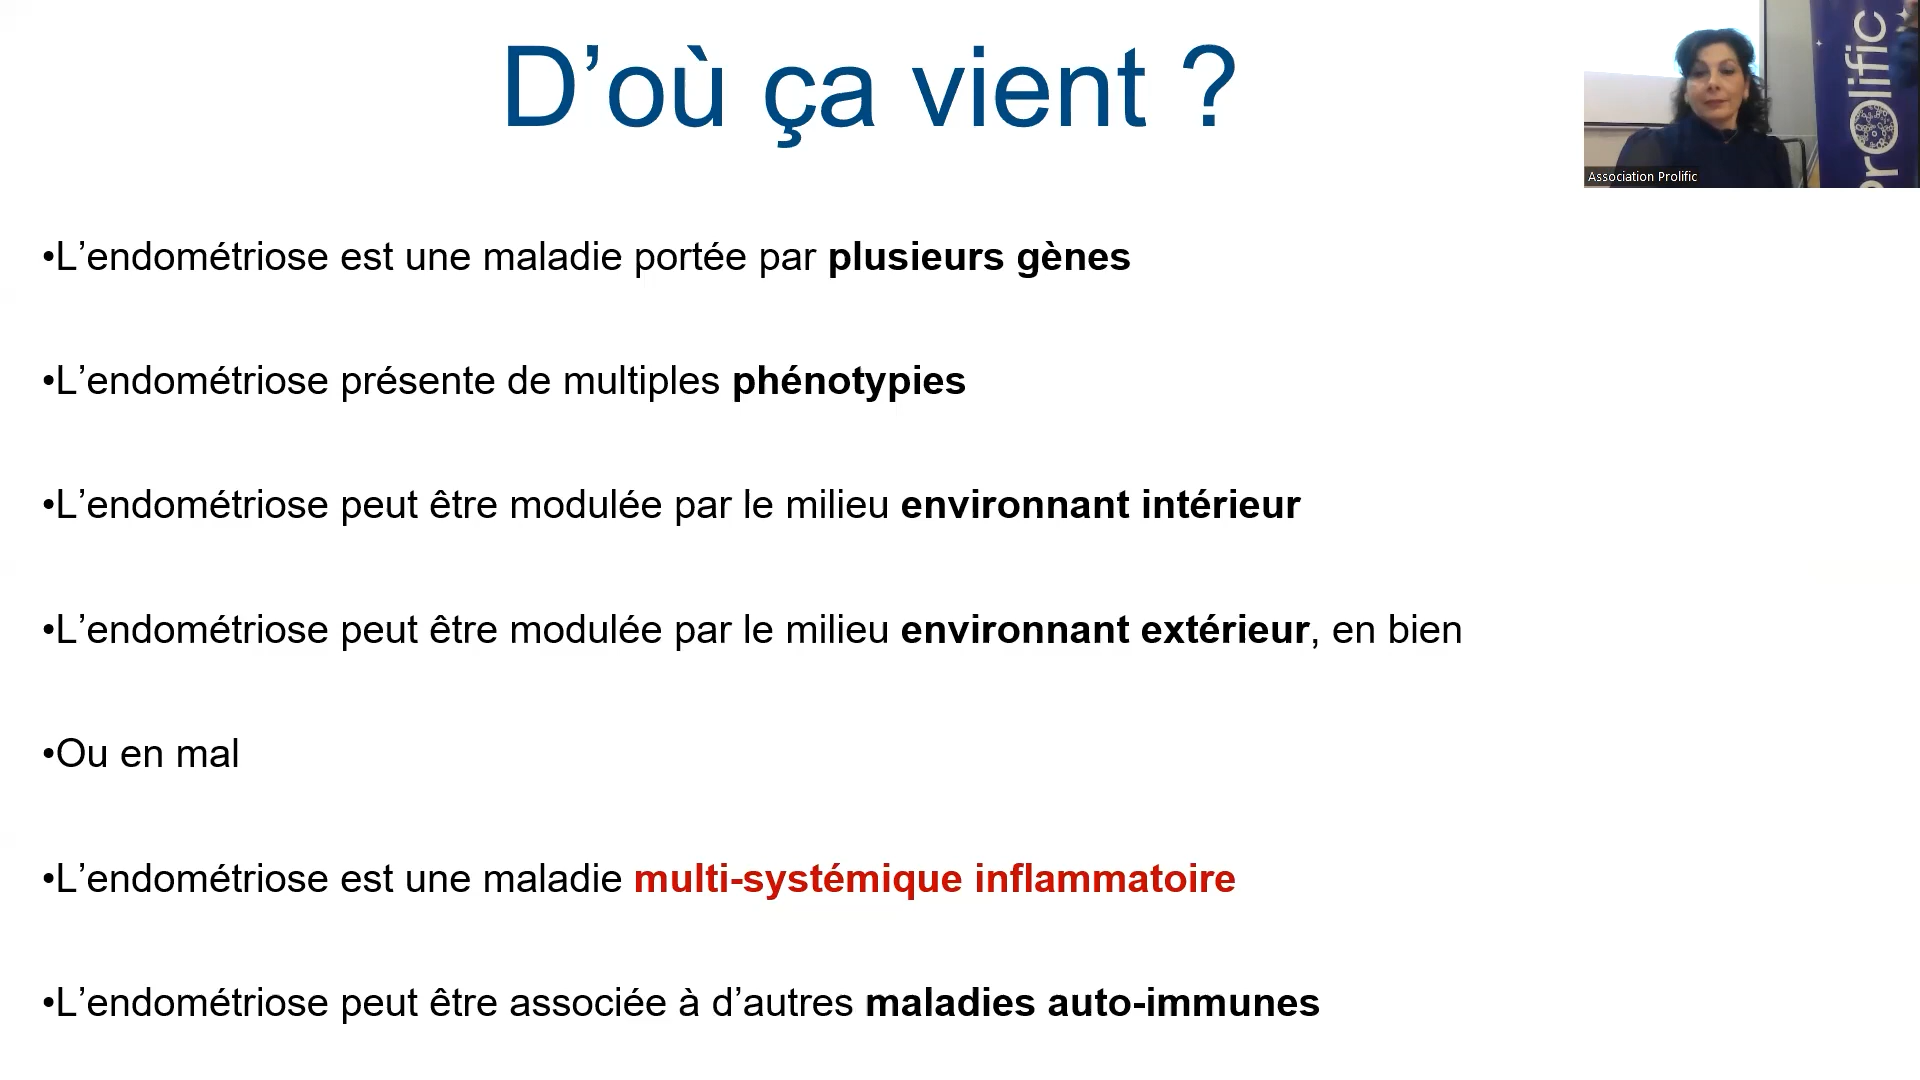 D’où ça vient ?
prOlific
Association Prolific
•L’endométriose est une maladie portée par plusieurs gènes
•L’endométriose présente de multiples phénotypies
•L’endométriose peut être modulée par le milieu environnant intérieur
•L’endométriose peut être modulée par le milieu environnant extérieur, en bien
•Ou en mal
•L’endométriose est une maladie multi-systémique inflammatoire
•L’endométriose peut être associée à d’autres maladies auto-immunes